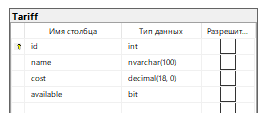 Tariff
Имя столбца Тип данных Разрешит...
id int
name nvarchar(100)
cost decimal(18, 0)
available bit